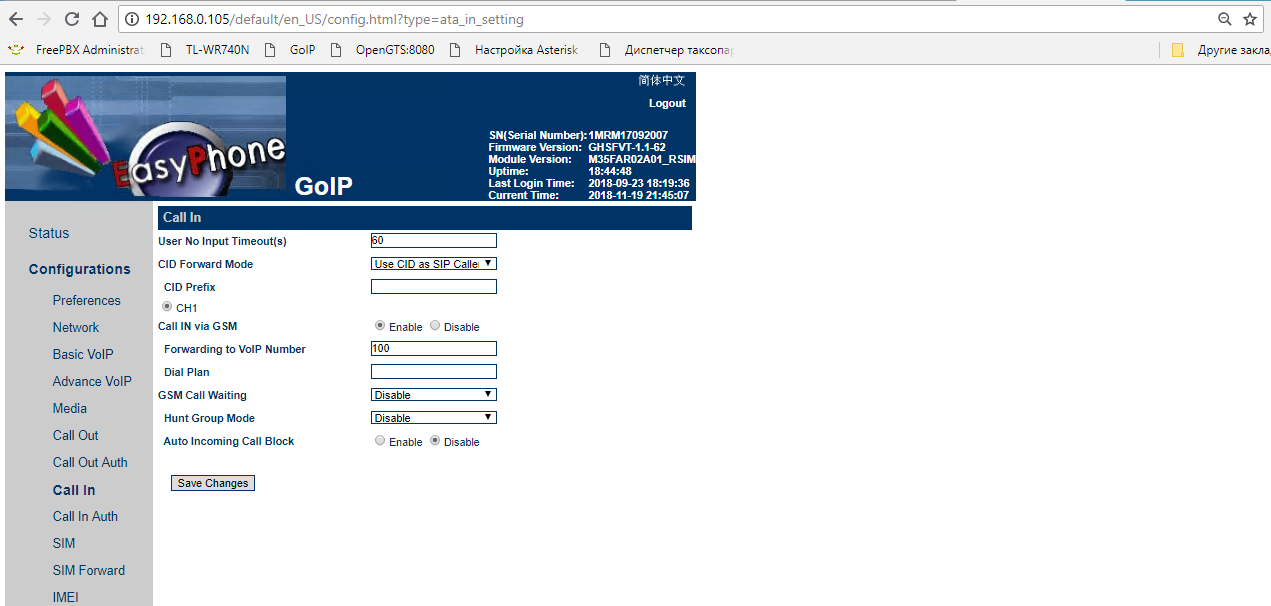 192.168.0.105/default/en_US/config.html?type=ata_in_setting
FreePBX Administrat TL-WR740N GoIP OpenGTS:8080 Настройка Asterisk Диспетчер таксопар Другие закла
简体中文
Logout
EasyPhone
GoIP
SN(Serial Number): 1MRM17092007
Firmware Version: GHSFVT-1.1-62
Module Version: M35FAR02A01_RSIM
Uptime: 18:44:48
Last Login Time: 2018-09-23 18:19:36
Current Time: 2018-11-19 21:45:07
Status
Configurations
Preferences
Network
Basic VoIP
Advance VoIP
Media
Call Out
Call Out Auth
Call In
Call In Auth
SIM
SIM Forward
IMEI
Call In
User No Input Timeout(s) 60
CID Forward Mode Use CID as SIP Caller
CID Prefix
CH1
Call IN via GSM Enable Disable
Forwarding to VoIP Number 100
Dial Plan
GSM Call Waiting Disable
Hunt Group Mode Disable
Auto Incoming Call Block Enable Disable
Save Changes